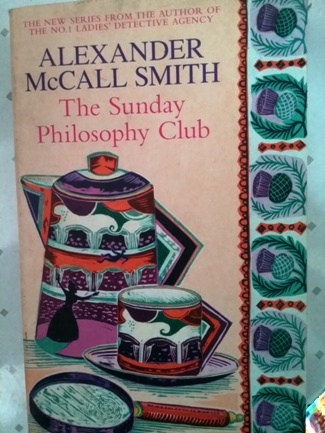 THE NEW SERIES FROM THE AUTHOR OF
THE NO.1 LADIES' DETECTIVE AGENCY
ALEXANDER
McCALL SMITH
The Sunday
Philosophy Club